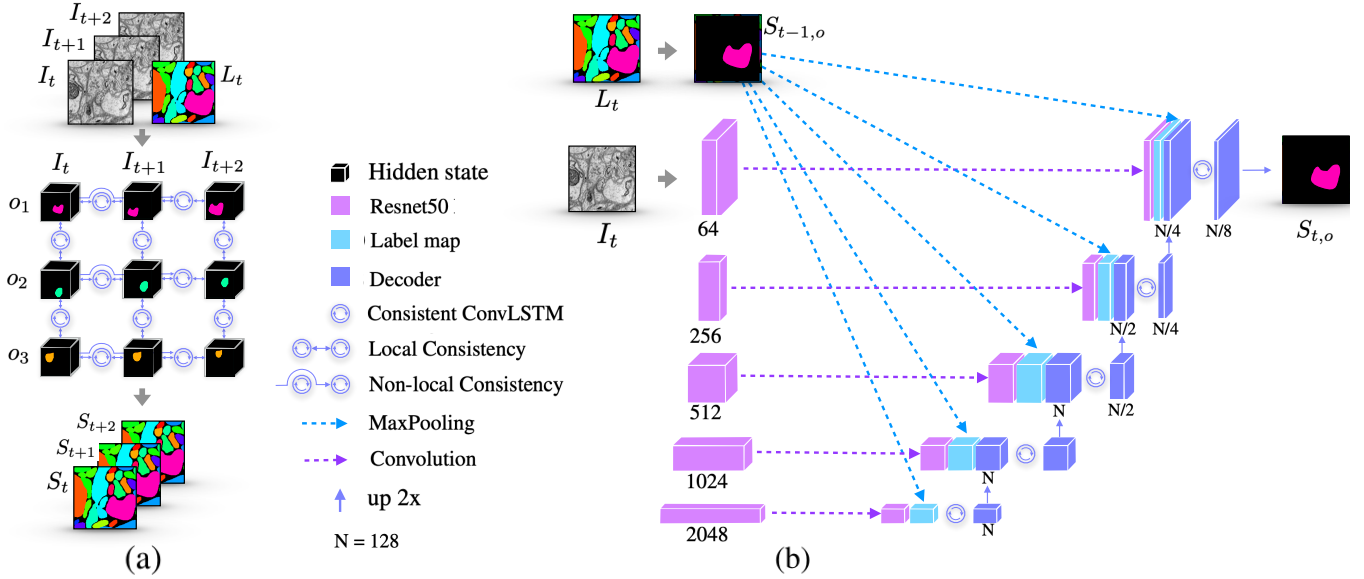 I_{t+2}
I_{t+1}
I_t
L_t
I_t I_{t+1} I_{t+2}
o_1
o_2
o_3
S_{t+2}
S_{t+1}
S_t
(a)
Hidden state
Resnet50
Label map
Decoder
Consistent ConvLSTM
Local Consistency
Non-local Consistency
MaxPooling
Convolution
up 2x
N = 128
L_t
S_{t-1,o}
I_t
64
N/4 N/8
S_{t,o}
256
N/2 N/4
512
N N/2
1024
N
2048
N
(b)